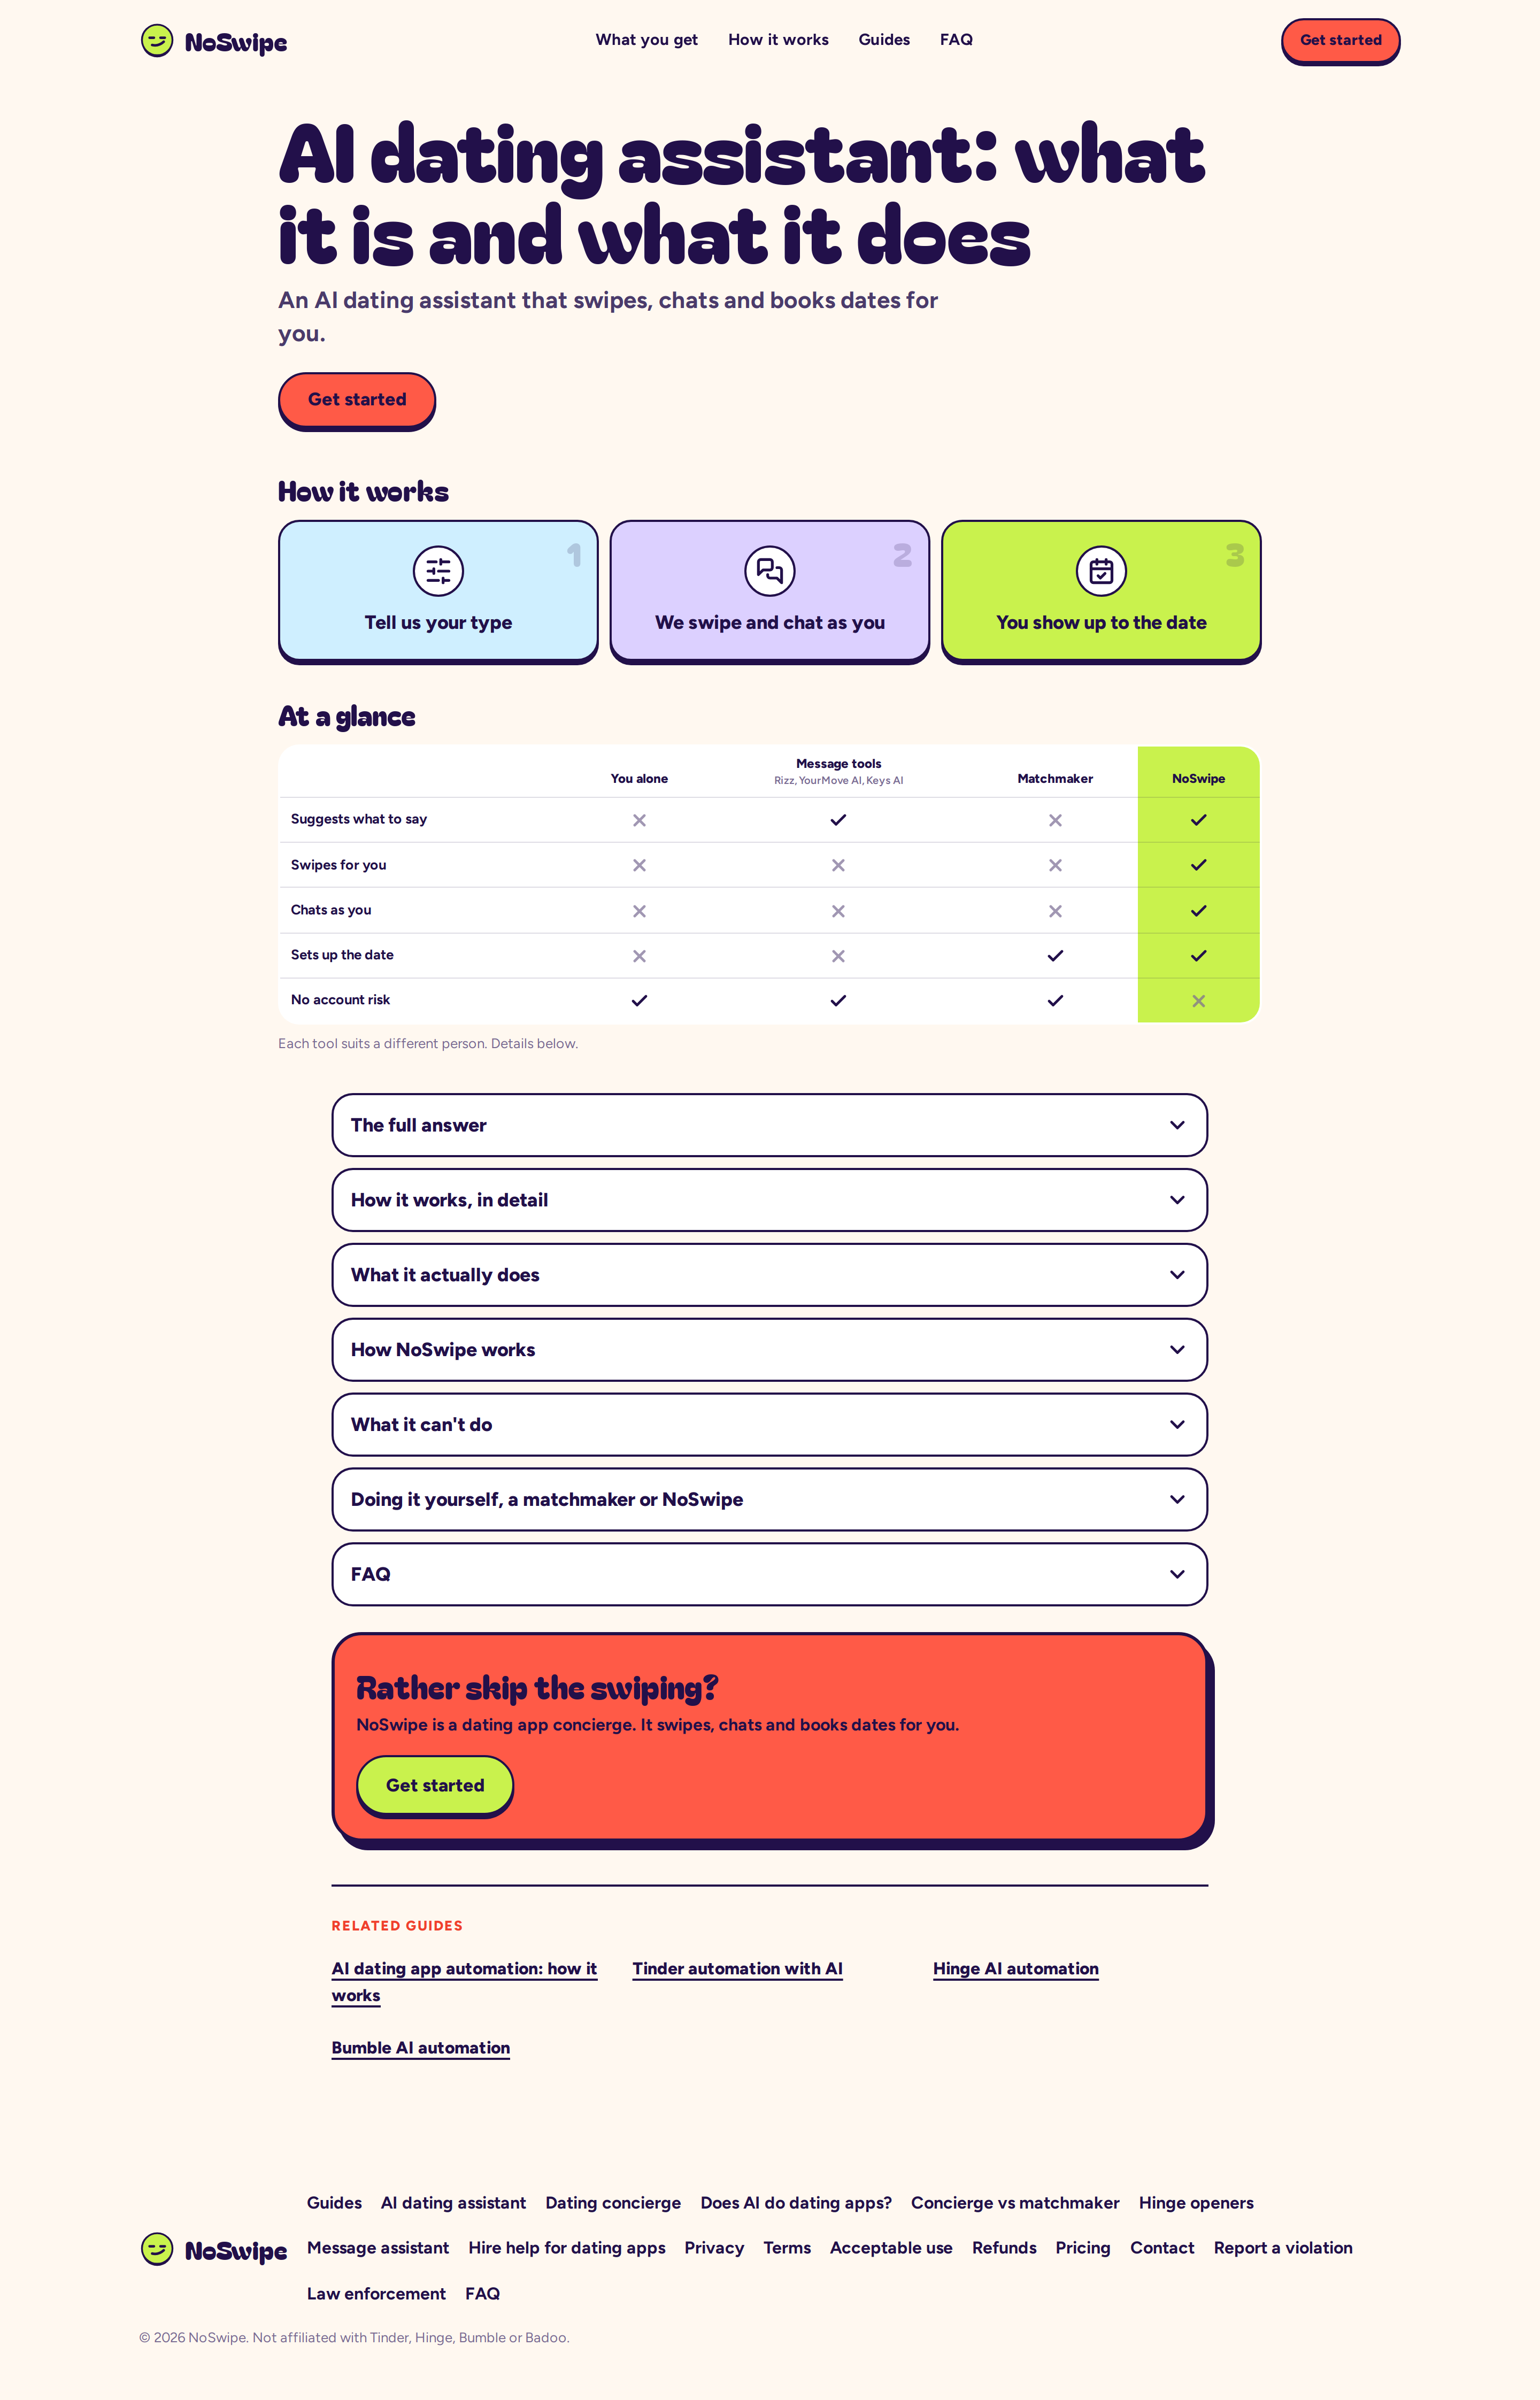 NoSwipe
What you get
How it works
Guides
FAQ
Get started
AI dating assistant: what
it is and what it does
An AI dating assistant that swipes, chats and books dates for
you.
Get started
How it works
1
Tell us your type
2
We swipe and chat as you
3
You show up to the date
At a glance
You alone
Message tools
Rizz, YourMove AI, Keys AI
Matchmaker
NoSwipe
Suggests what to say
Swipes for you
Chats as you
Sets up the date
No account risk
Each tool suits a different person. Details below.
The full answer
How it works, in detail
What it actually does
How NoSwipe works
What it can't do
Doing it yourself, a matchmaker or NoSwipe
FAQ
Rather skip the swiping?
NoSwipe is a dating app concierge. It swipes, chats and books dates for you.
Get started
RELATED GUIDES
AI dating app automation: how it
works
Tinder automation with AI
Hinge AI automation
Bumble AI automation
NoSwipe
Guides AI dating assistant Dating concierge Does AI do dating apps? Concierge vs matchmaker Hinge openers
Message assistant Hire help for dating apps Privacy Terms Acceptable use Refunds Pricing Contact Report a violation
Law enforcement FAQ
© 2026 NoSwipe. Not affiliated with Tinder, Hinge, Bumble or Badoo.